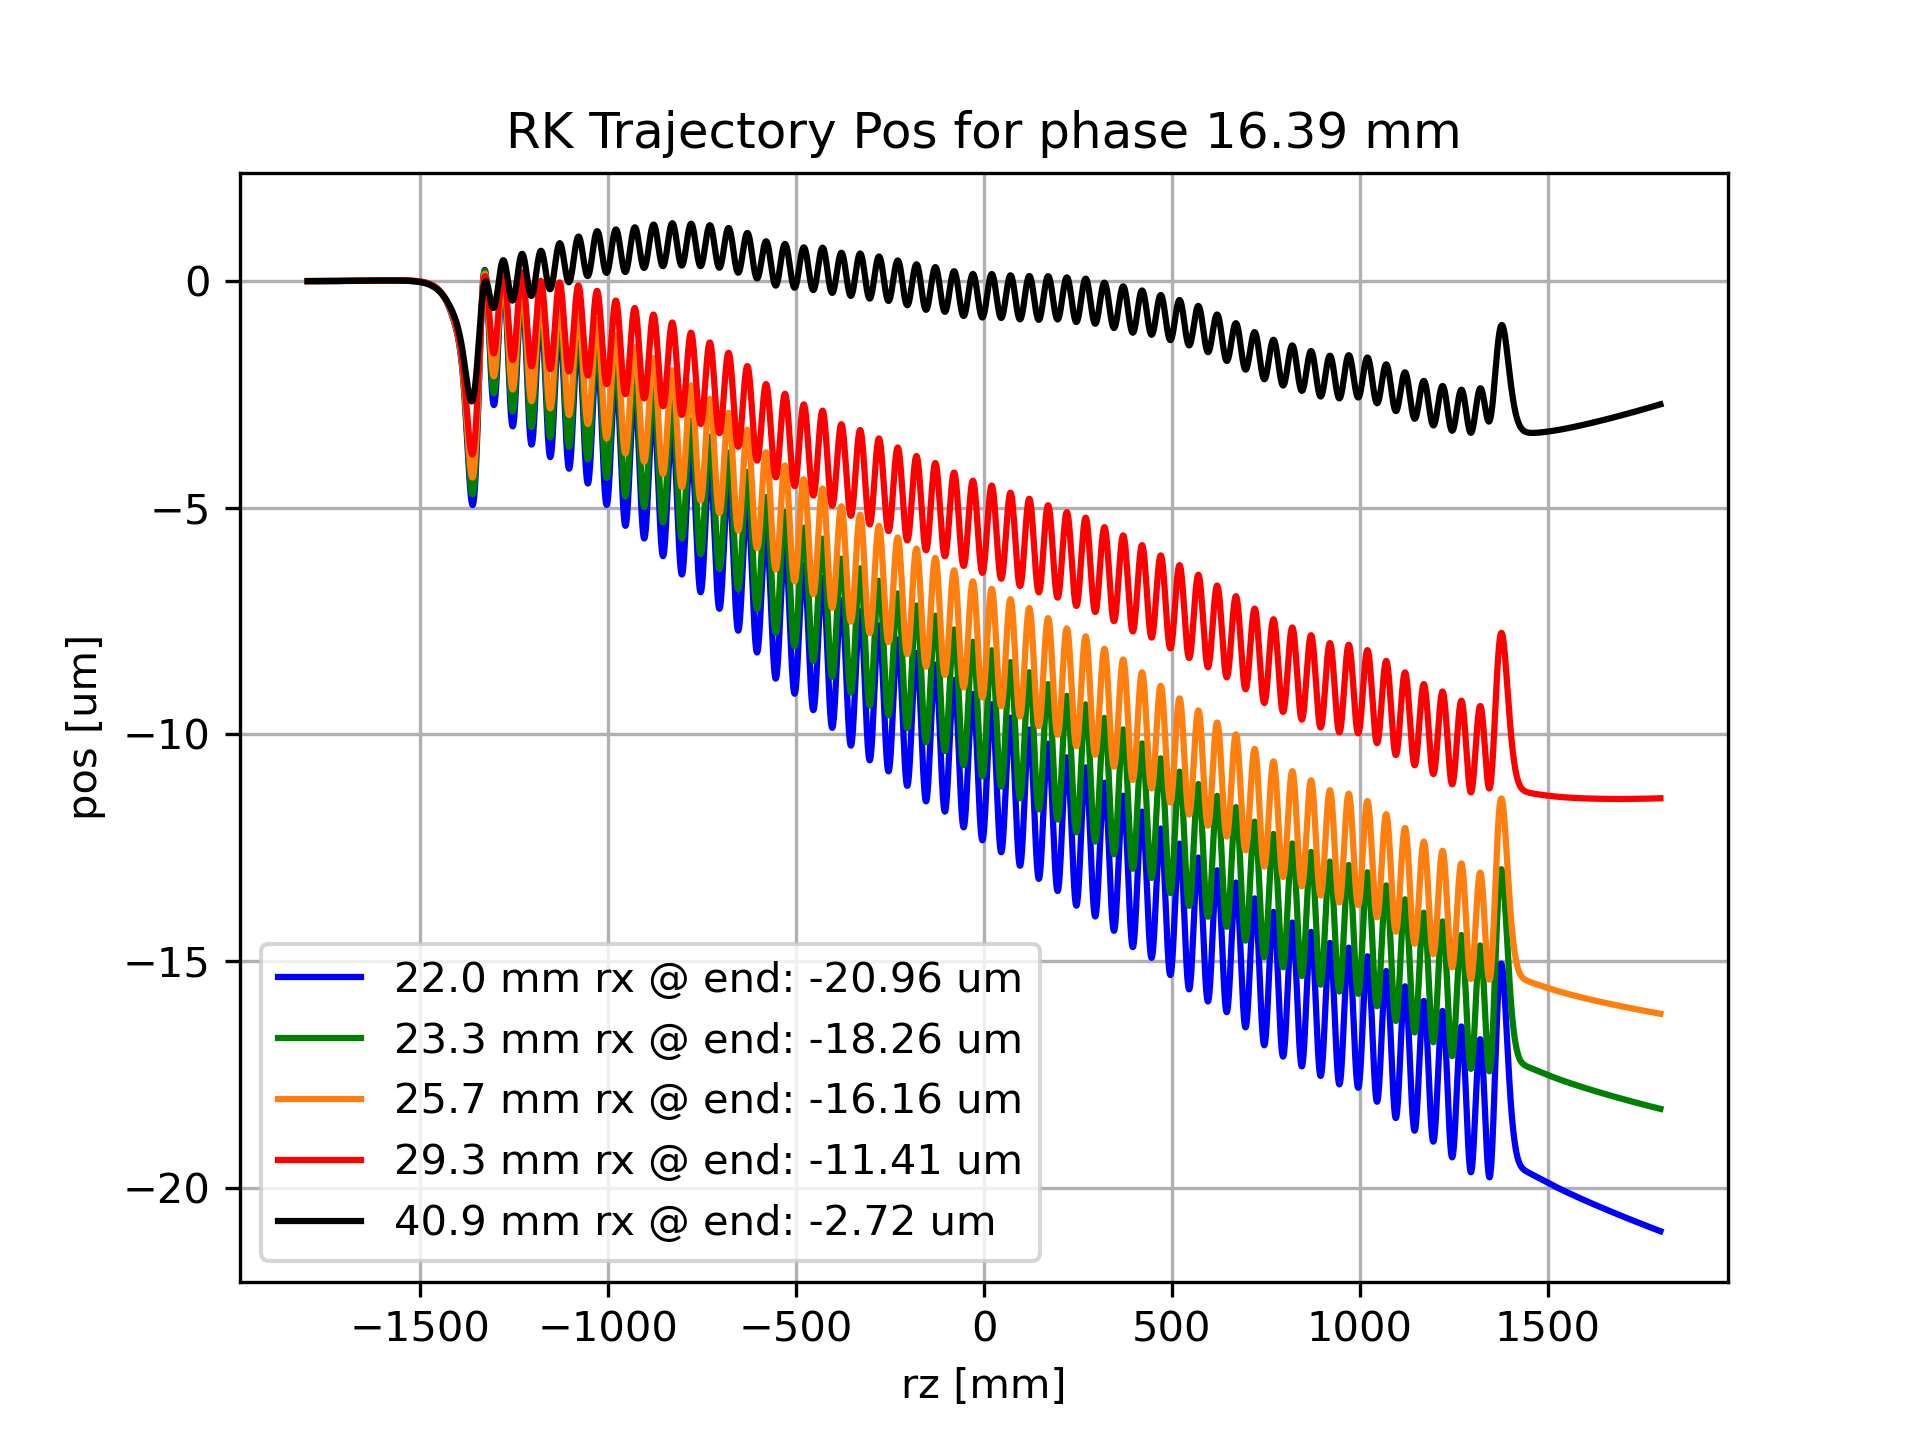 RK Trajectory Pos for phase 16.39 mm
pos [um]
0
−5
−10
−15
−20
22.0 mm rx @ end: -20.96 um
23.3 mm rx @ end: -18.26 um
25.7 mm rx @ end: -16.16 um
29.3 mm rx @ end: -11.41 um
40.9 mm rx @ end: -2.72 um
−1500 −1000 −500 0 500 1000 1500
rz [mm]